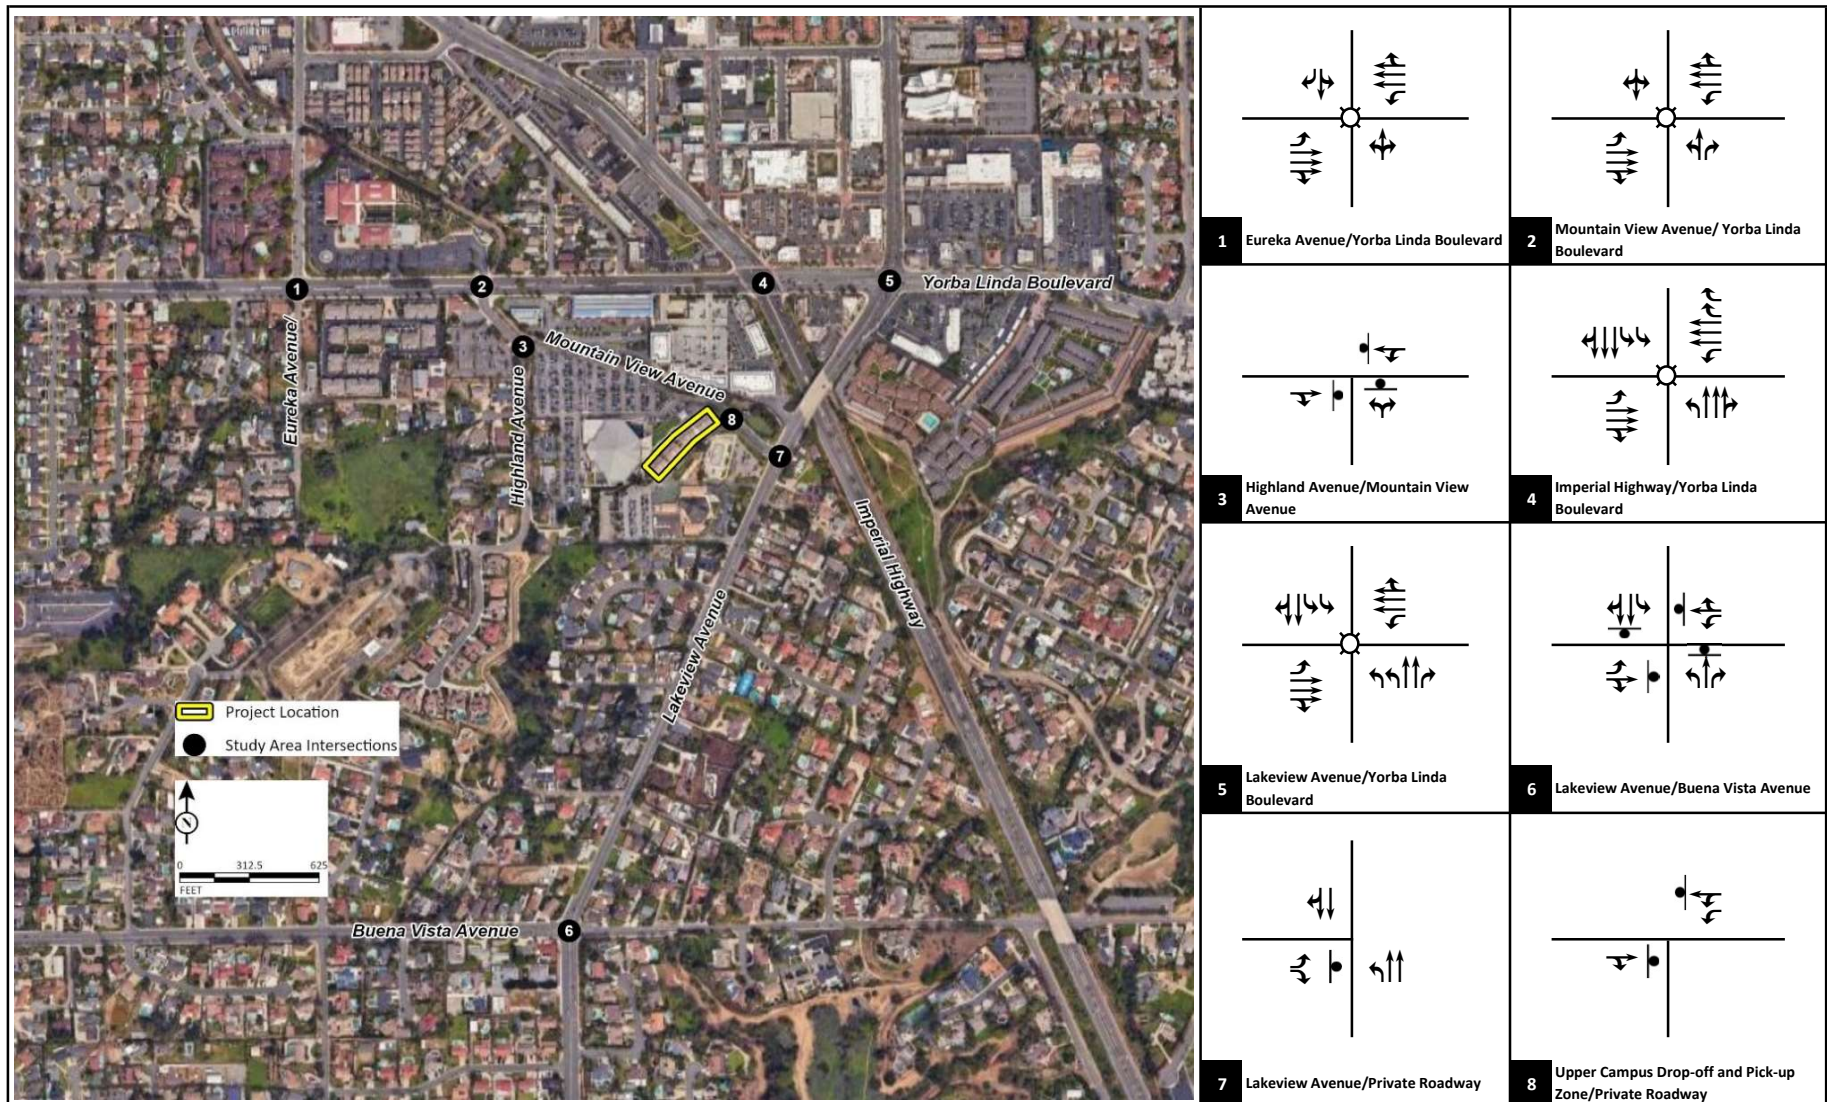 1
2
4
5
Yorba Linda Boulevard
Eureka Avenue/
3
Mountain View Avenue
Highland Avenue
8
7
Imperial Highway
Lakeview Avenue
Project Location
Study Area Intersections
N
0 312.5 625
FEET
Buena Vista Avenue
6
1 Eureka Avenue/Yorba Linda Boulevard
2 Mountain View Avenue/ Yorba Linda
Boulevard
3 Highland Avenue/Mountain View
Avenue
4 Imperial Highway/Yorba Linda
Boulevard
5 Lakeview Avenue/Yorba Linda
Boulevard
6 Lakeview Avenue/Buena Vista Avenue
7 Lakeview Avenue/Private Roadway
8 Upper Campus Drop-off and Pick-up
Zone/Private Roadway